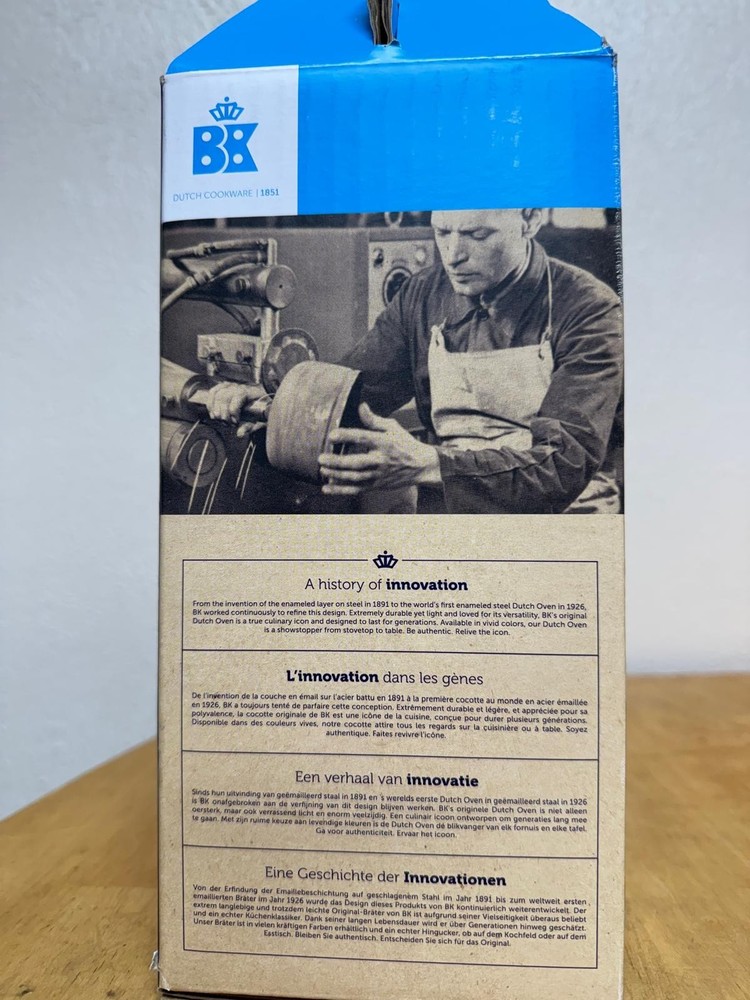 BK
DUTCH COOKWARE | 1851
A history of innovation
From the invention of the enameled layer on steel in 1891 to the world's first enameled steel Dutch Oven in 1926,
BK worked continuously to refine this design. Extremely durable yet light and loved for its versatility, BK's original
Dutch Oven is a true culinary icon and designed to last for generations. Available in vivid colors, our Dutch Oven
is a showstopper from stovetop to table. Be authentic. Relive the icon.
L'innovation dans les gènes
De l'invention de la couche en émail sur l'acier battu en 1891 à la première cocotte au monde en acier émaillée
en 1926, BK a toujours tenté de parfaire cette conception. Extrêmement durable et légère, et appréciée pour sa
polyvalence, la cocotte originale de BK est une icône de la cuisine, conçue pour durer plusieurs générations.
Disponible dans des couleurs vives, notre cocotte attire tous les regards sur la cuisinière ou à table. Soyez
authentique. Faites revivre l'icône.
Een verhaal van innovatie
Sinds hun uitvinding van geëmailleerd staal in 1891 en 's werelds eerste Dutch Oven in geëmailleerd staal in 1926
is BK onafgebroken aan de verfijning van dit design blijven werken. BK's originele Dutch Oven is niet alleen
oersterk, maar ook verrassend licht en enorm veelzijdig. Een culinair icoon ontworpen om generaties lang mee
te gaan. Met zijn ruime keuze aan levendige kleuren is de Dutch Oven dé blikvanger van elk fornuis en elke tafel.
Ga voor authenticiteit. Ervaar het icoon.
Eine Geschichte der Innovationen
Von der Erfindung der Emaillebeschichtung auf geschlagenem Stahl im Jahr 1891 bis zum weltweit ersten
emaillierten Bräter im Jahr 1926 wurde das Design dieses Produkts von BK kontinuierlich weiterentwickelt. Der
extrem langlebige und trotzdem leichte Original-Bräter von BK ist aufgrund seiner Vielseitigkeit überaus beliebt
und ein echter Küchenklassiker. Dank seiner langen Lebensdauer wird er über Generationen hinweg geschätzt.
Unser Bräter ist in vielen kräftigen Farben erhältlich und ein echter Hingucker, ob auf dem Kochfeld oder auf dem
Esstisch. Bleiben Sie authentisch. Entscheiden Sie sich für das Original.